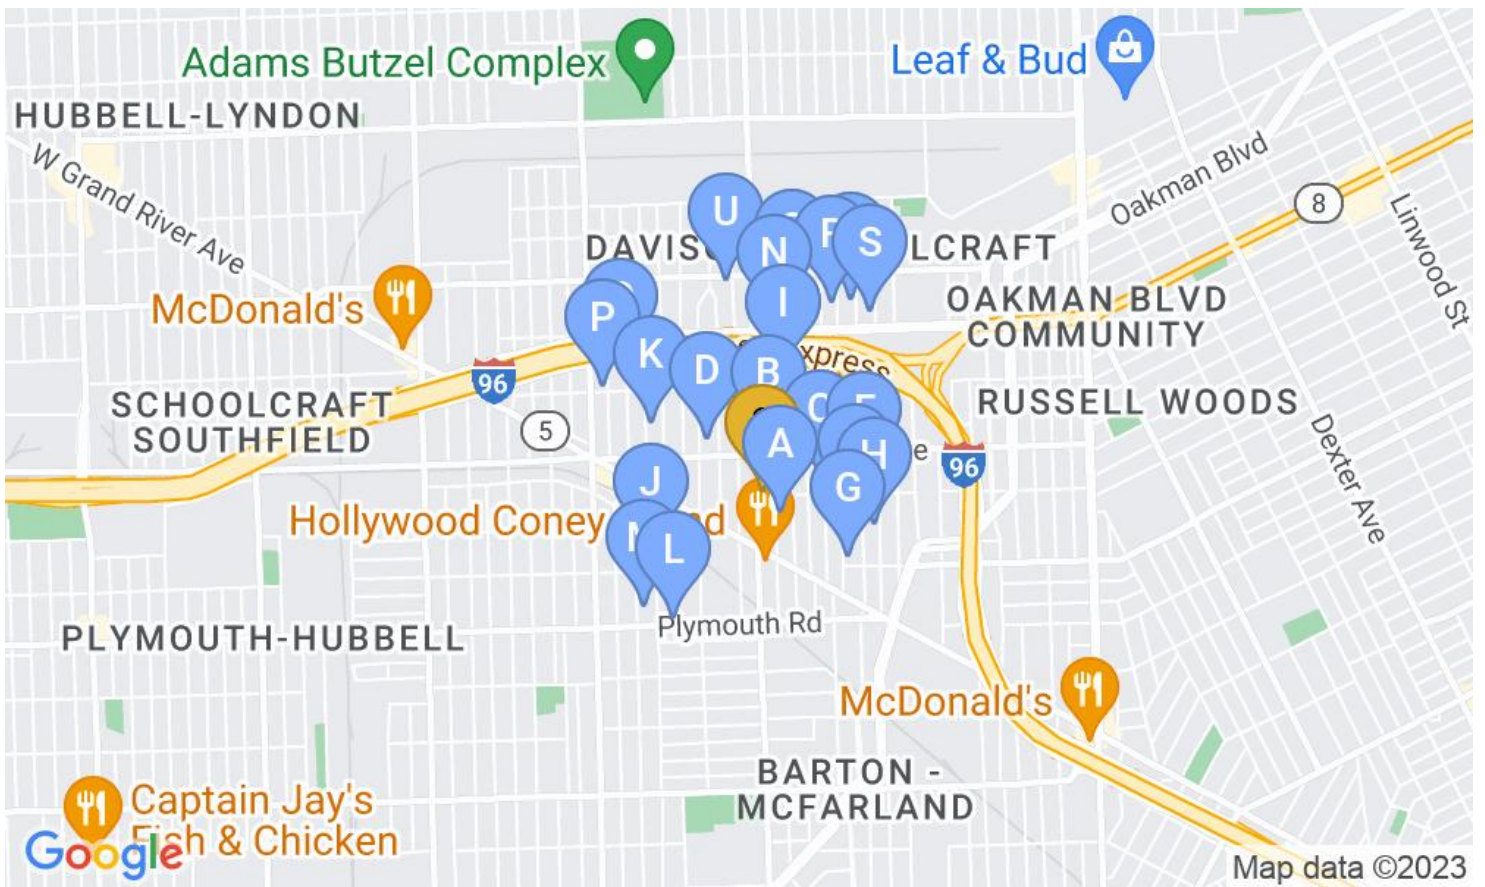 Adams Butzel Complex
Leaf & Bud
HUBBELL-LYNDON
W Grand River Ave
Oakman Blvd
8
Linwood St
U
N
S
LCRAFT
McDonald's
P
I
OAKMAN BLVD
COMMUNITY
K
D
B
96
SCHOOLCRAFT
SOUTHFIELD
5
RUSSELL WOODS
A
H
G
96
Dexter Ave
J
Hollywood Coney
L
Plymouth Rd
PLYMOUTH-HUBBELL
McDonald's
BARTON -
MCFARLAND
Captain Jay's
Fish & Chicken
Google
Map data ©2023